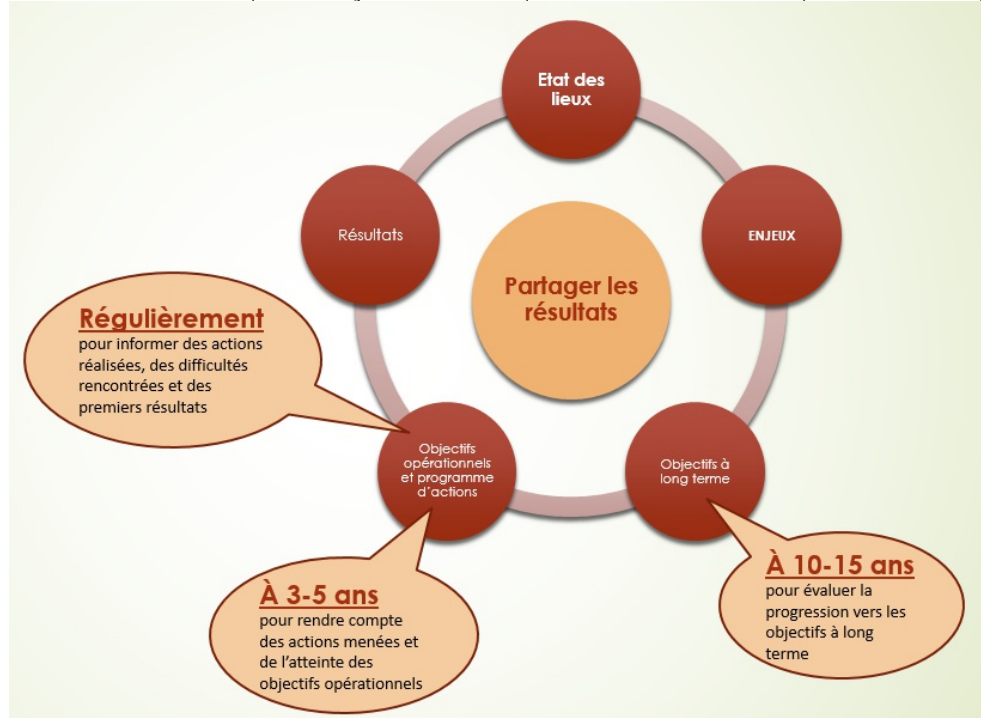 Etat des
lieux
Résultats
ENJEUX
Partager les
résultats
Régulièrement
pour informer des actions
réalisées, des difficultés
rencontrées et des
premiers résultats
Objectifs
opérationnels
et programme
d'actions
Objectifs à
long terme
À 3-5 ans
pour rendre compte
des actions menées et
de l'atteinte des
objectifs opérationnels
À 10-15 ans
pour évaluer la
progression vers les
objectifs à long
terme